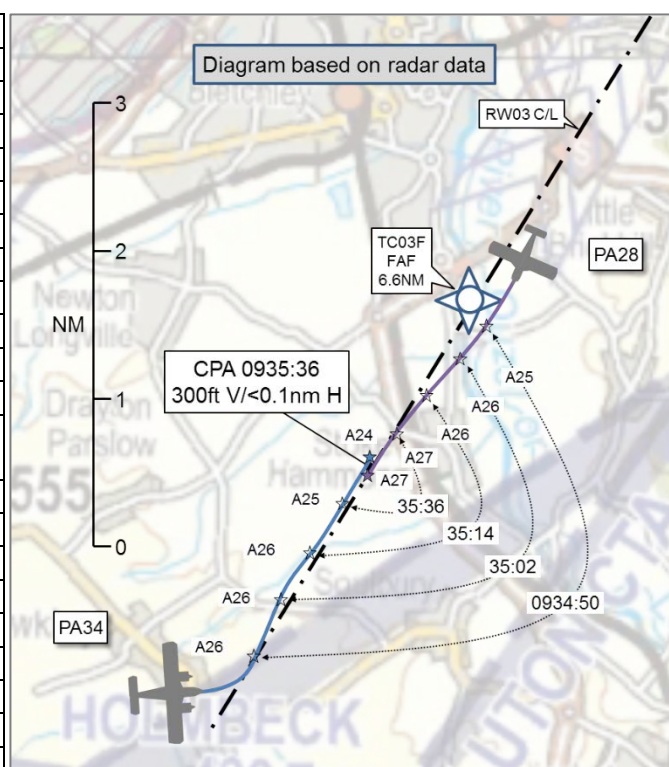 Diagram based on radar data
3
RW03 C/L
2
TC03F
FAF
6.6NM
PA28
NM
Newton
Longville
CPA 0935:36
300ft V/<0.1nm H
A25
A26
1
Drayton
Parslow
A24
A26
A27
A27
555
A25
35:36
35:14
A26
0
35:02
Soulbury
A26
0934:50
PA34
A26
HOLMBECK